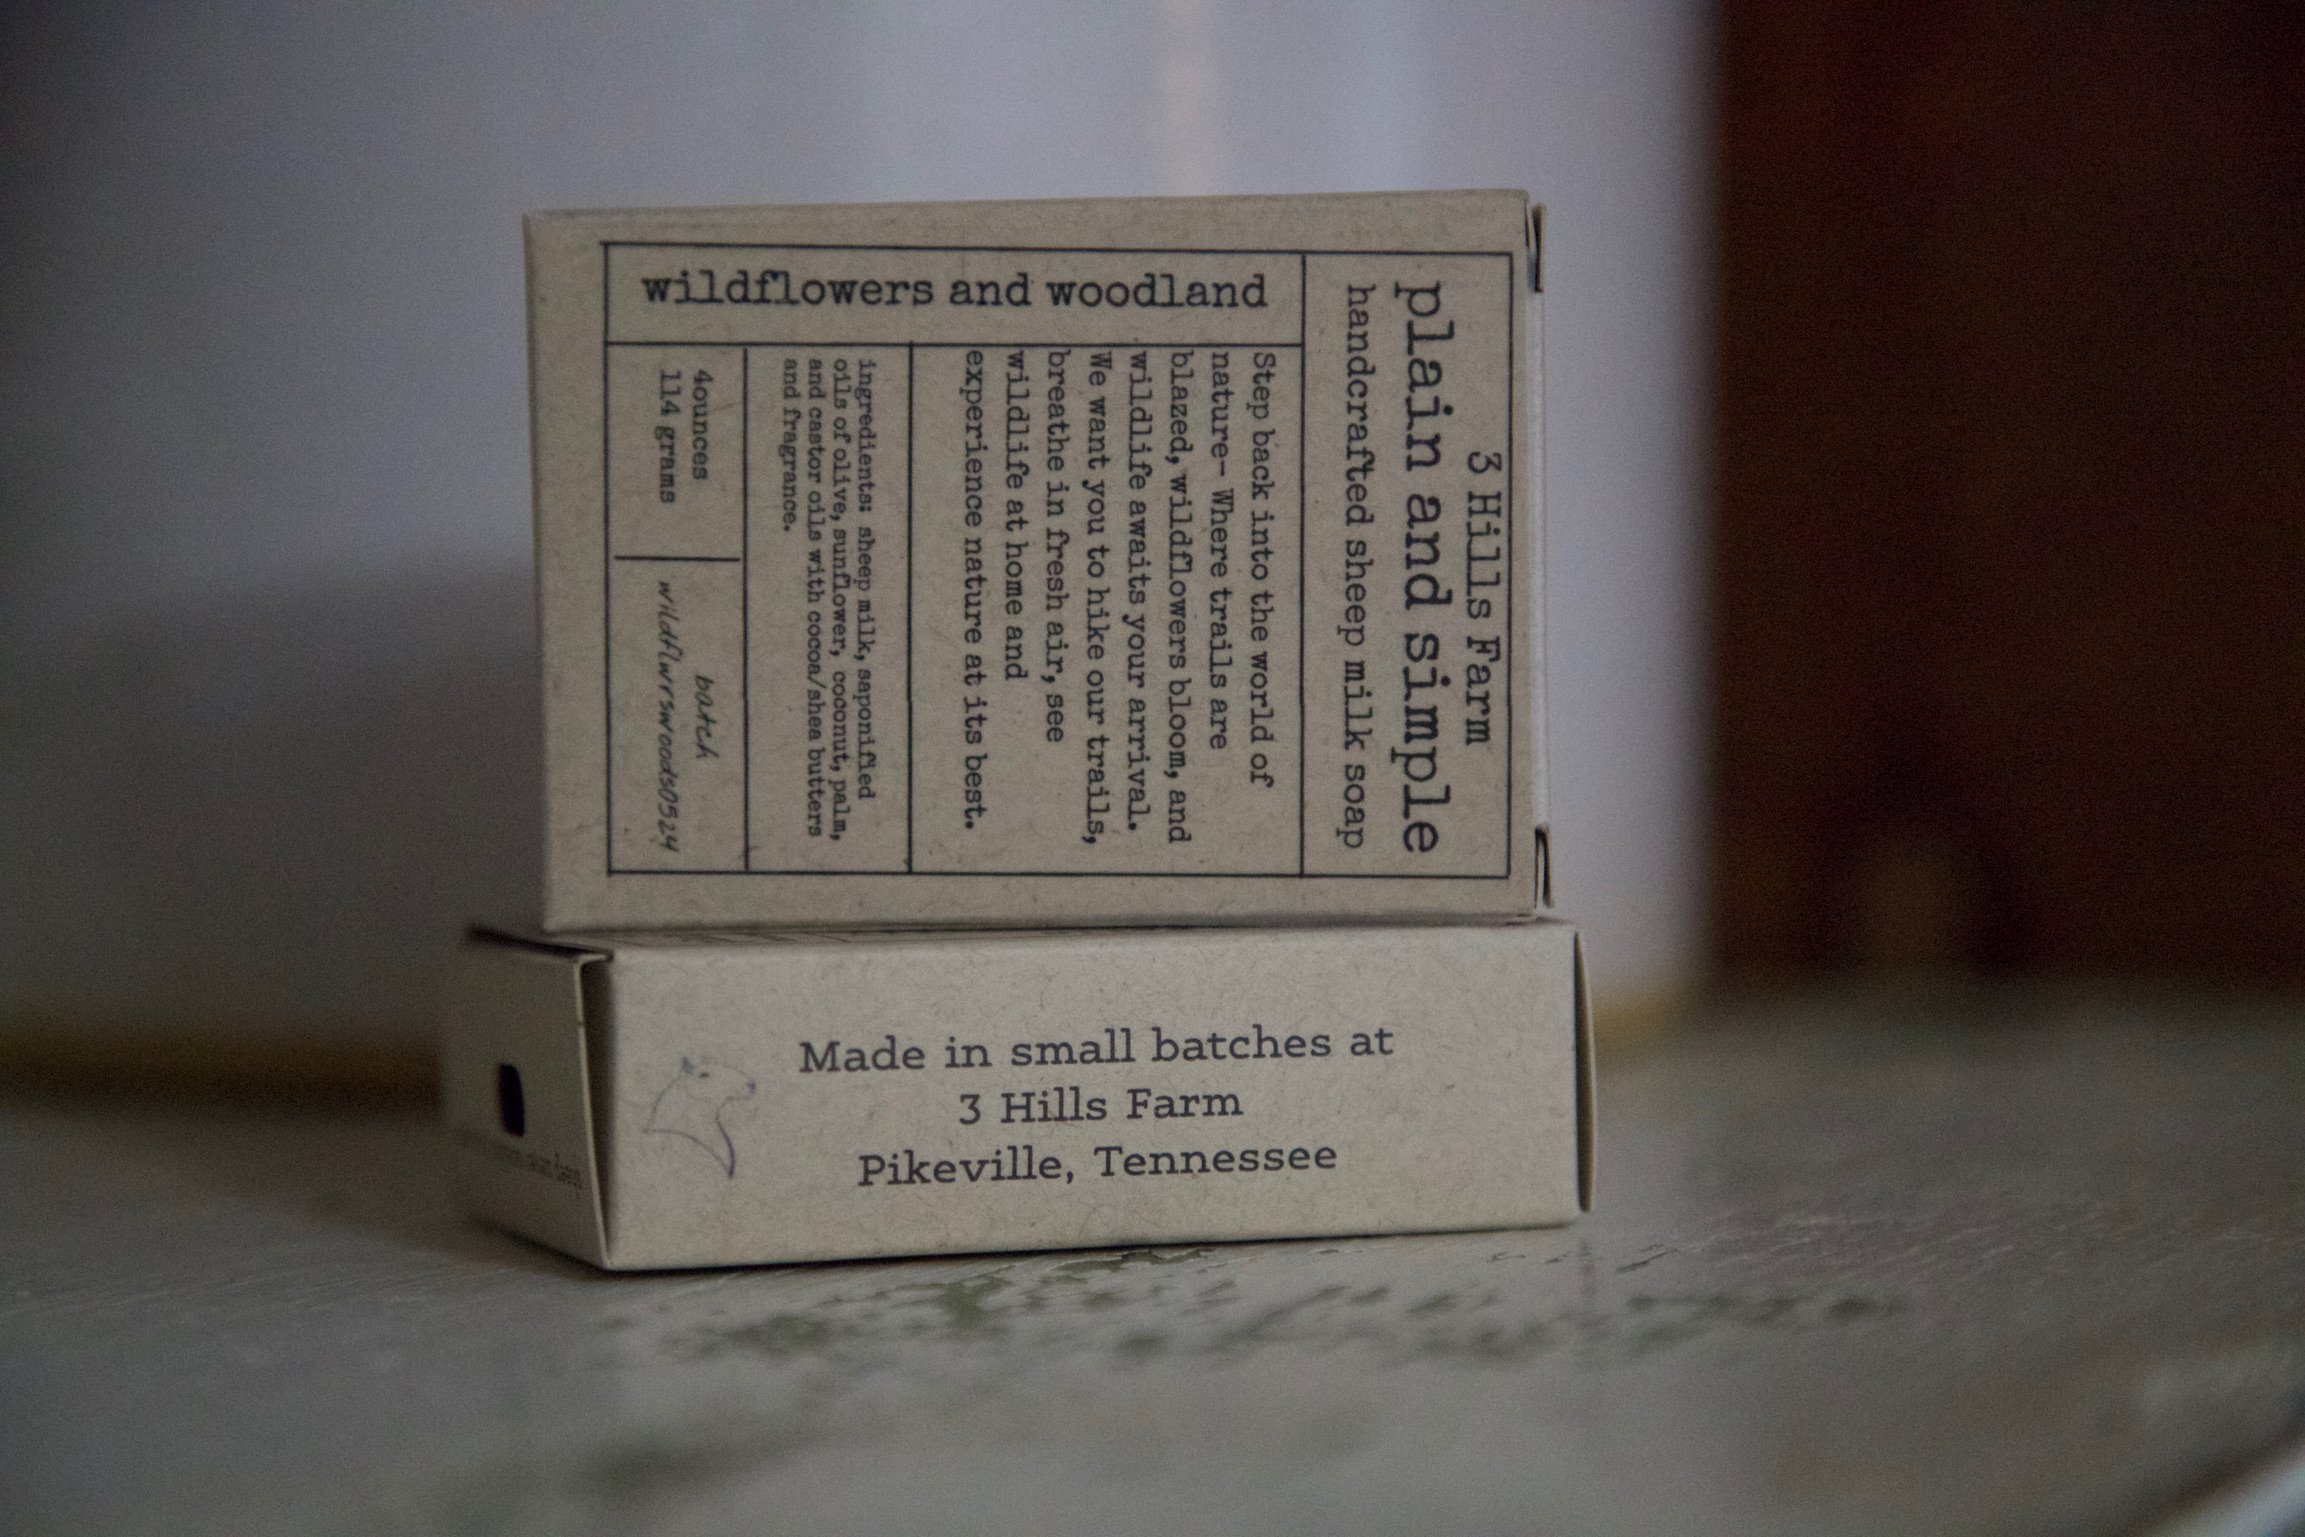 3 Hills Farm
plain and simple
handcrafted sheep milk soap
wildflowers and woodland
Step back into the world of
nature- Where trails are
blazed, wildflowers bloom, and
wildlife awaits your arrival.
We want you to hike our trails,
breathe in fresh air, see
wildlife at home and
experience nature at its best.
ingredients: sheep milk, saponified
oils of olive, sunflower, coconut, palm,
and castor oils with cocoa/shea butters
and fragrance.
4ounces
114 grams
batch
wildflwrswoods0524
Made in small batches at
3 Hills Farm
Pikeville, Tennessee